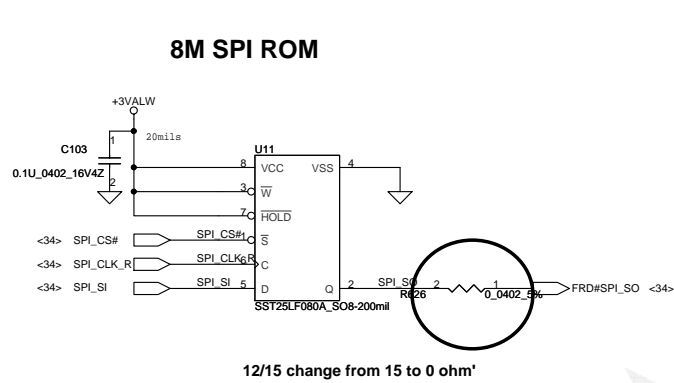 8M SPI ROM
+3VALW
20mils
1
C103
0.1U_0402_16V4Z
2
U11
8 VCC VSS 4
3 W
7 HOLD
<34> SPI_CS# SPI_CS# 1 S
<34> SPI_CLK_R SPI_CLK_R 6 C
<34> SPI_SI SPI_SI 5 D Q 2 SPI_SO 2 1 FRD#SPI_SO <34>
R626 0_0402_5%
SST25LF080A_SO8-200mil
12/15 change from 15 to 0 ohm'